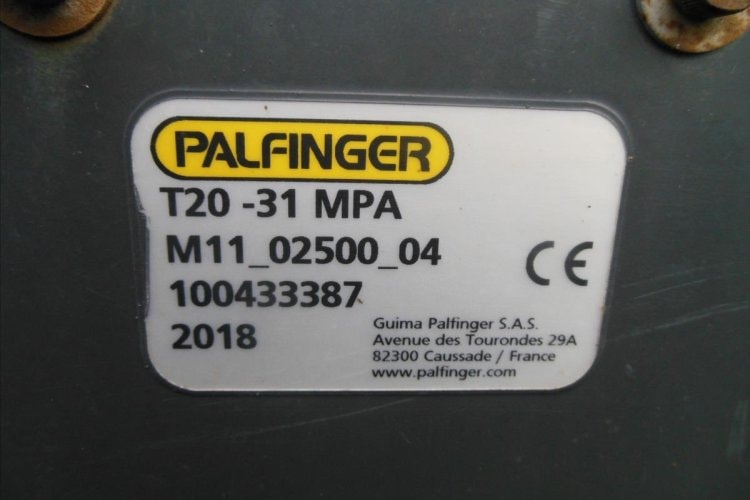 PALFINGER
T20 -31 MPA
M11_02500_04
100433387
2018
CE
Guima Palfinger S.A.S.
Avenue des Tourondes 29A
82300 Caussade / France
www.palfinger.com